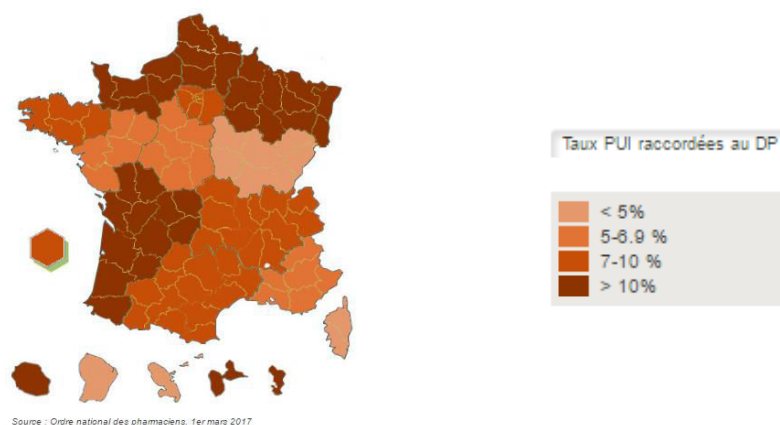 Taux PUI raccordées au DP
< 5%
5-6.9 %
7-10 %
> 10%
Source : Ordre national des pharmaciens, 1er mars 2017